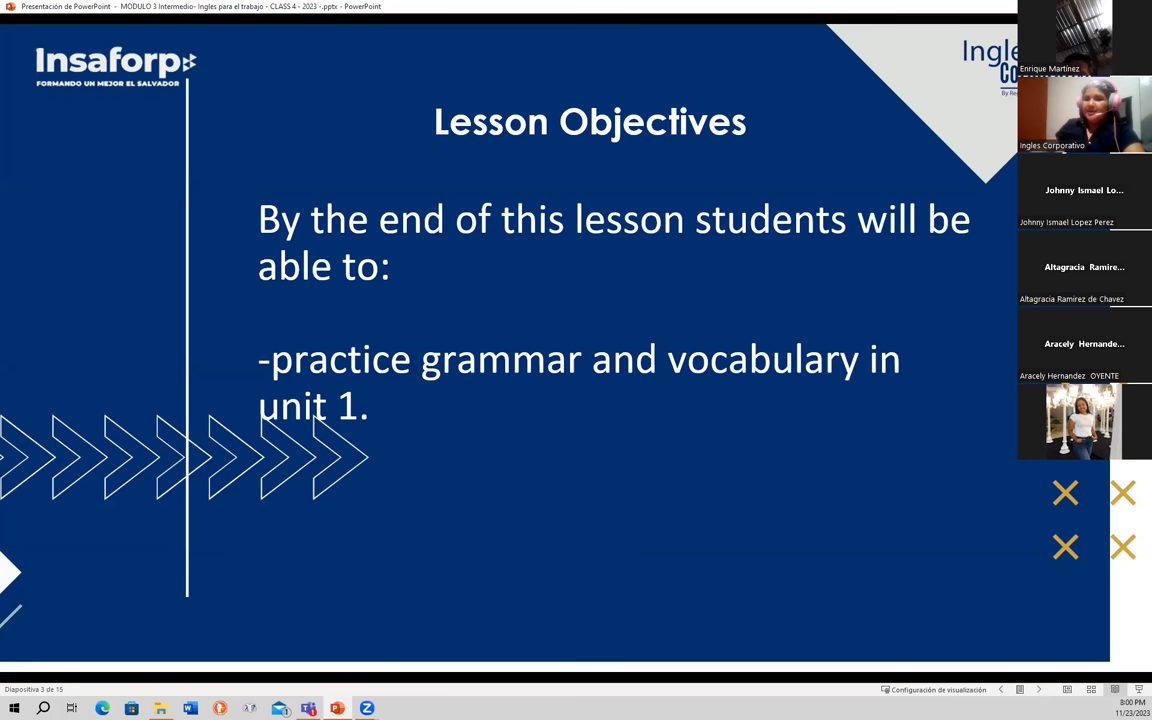 Presentación de PowerPoint - MODULO 3 Intermedio- Ingles para el trabajo - CLASS 4 - 2023 -.pptx - PowerPoint
Insaforp
FORMANDO UN MEJOR EL SALVADOR
Ingle
CO
By Re
Lesson Objectives
By the end of this lesson students will be
able to:
-practice grammar and vocabulary in
unit 1.
Enrique Martínez
Ingles Corporativo
Johnny Ismael Lo...
Johnny Ismael Lopez Perez
Altagracia Ramire...
Altagracia Ramirez de Chavez
Aracely Hernande...
Aracely Hernandez OYENTE
Diapositiva 3 de 15
Configuración de visualización
8:00 PM
11/23/2023